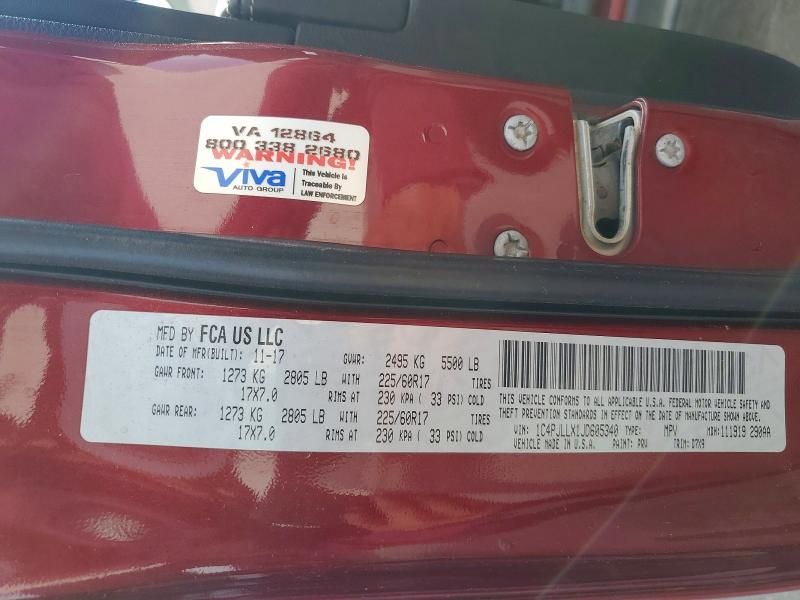 VA 12864
800 338 2680
WARNING!
Viva
AUTO GROUP
This Vehicle is
Traceable By
LAW ENFORCEMENT
MFD BY FCA US LLC
DATE OF MFR(BUILT): 11-17 GVWR: 2495 KG 5500 LB
GAWR FRONT: 1273 KG 2805 LB WITH 225/60R17 TIRES
17X7.0 RIMS AT 230 KPA ( 33 PSI) COLD
GAWR REAR: 1273 KG 2805 LB WITH 225/60R17 TIRES
17X7.0 RIMS AT 230 KPA ( 33 PSI) COLD
THIS VEHICLE CONFORMS TO ALL APPLICABLE U.S.A. FEDERAL MOTOR VEHICLE SAFETY AND
THEFT PREVENTION STANDARDS IN EFFECT ON THE DATE OF MANUFACTURE SHOWN ABOVE.
VIN: 1C4PJLLX1JD605340 TYPE: MPV MDH:111919 290AA
VEHICLE MADE IN U.S.A. PAINT: PRV TRIM: D7X9